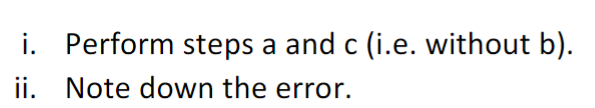 i. Perform steps a and c (i.e. without b).
ii. Note down the error.